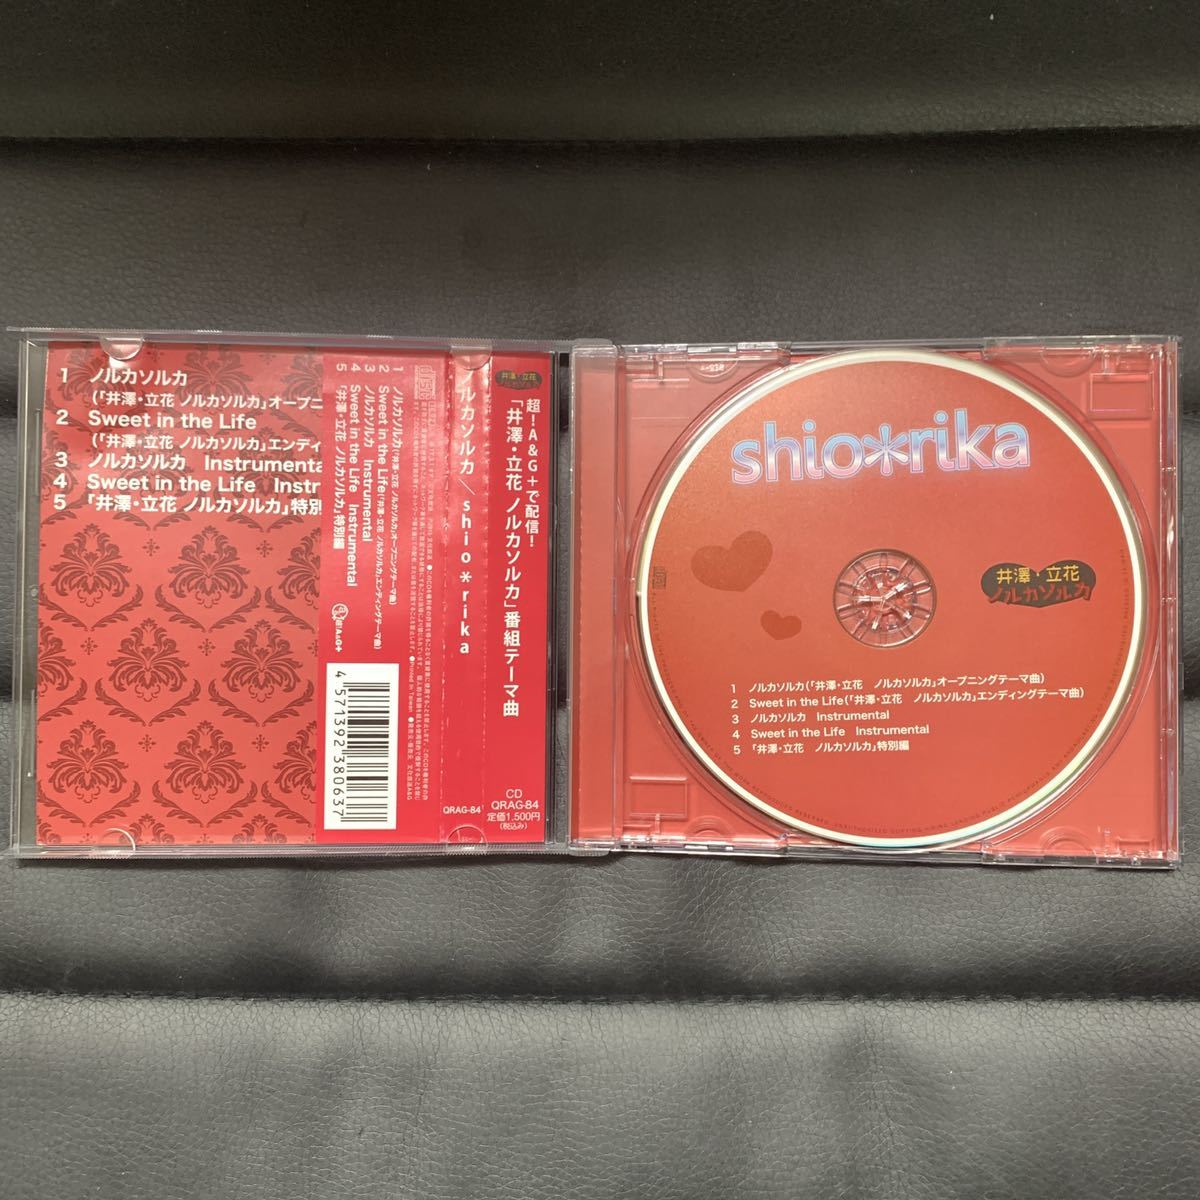 1 ノルカソルカ
(「井澤・立花 ノルカソルカ」オープニ
2 Sweet in the Life
(「井澤・立花 ノルカソルカ」エンディ
3 ノルカソルカ Instrumenta
4 Sweet in the Life Instr
5 「井澤・立花 ノルカソルカ」特別
1 ノルカソルカ(「井澤・立花 ノルカソルカ」オープニングテーマ曲)
2 Sweet in the Life(「井澤・立花 ノルカソルカ」エンディングテーマ曲)
3 ノルカソルカ Instrumental
4 Sweet in the Life Instrumental
5 「井澤・立花 ノルカソルカ」特別編
超!A&G+
4571392380637
ルカソルカ/shio*rika
QRAG-84
井澤・立花
ノルカソルカ
超!A&G+で配信!
「井澤・立花 ノルカソルカ」番組テーマ曲
CD
QRAG-84
定価1,500円
(税込み)
shio*rika
井澤・立花
ノルカソルカ
1 ノルカソルカ(「井澤・立花 ノルカソルカ」オープニングテーマ曲)
2 Sweet in the Life(「井澤・立花 ノルカソルカ」エンディングテーマ曲)
3 ノルカソルカ Instrumental
4 Sweet in the Life Instrumental
5 「井澤・立花 ノルカソルカ」特別編